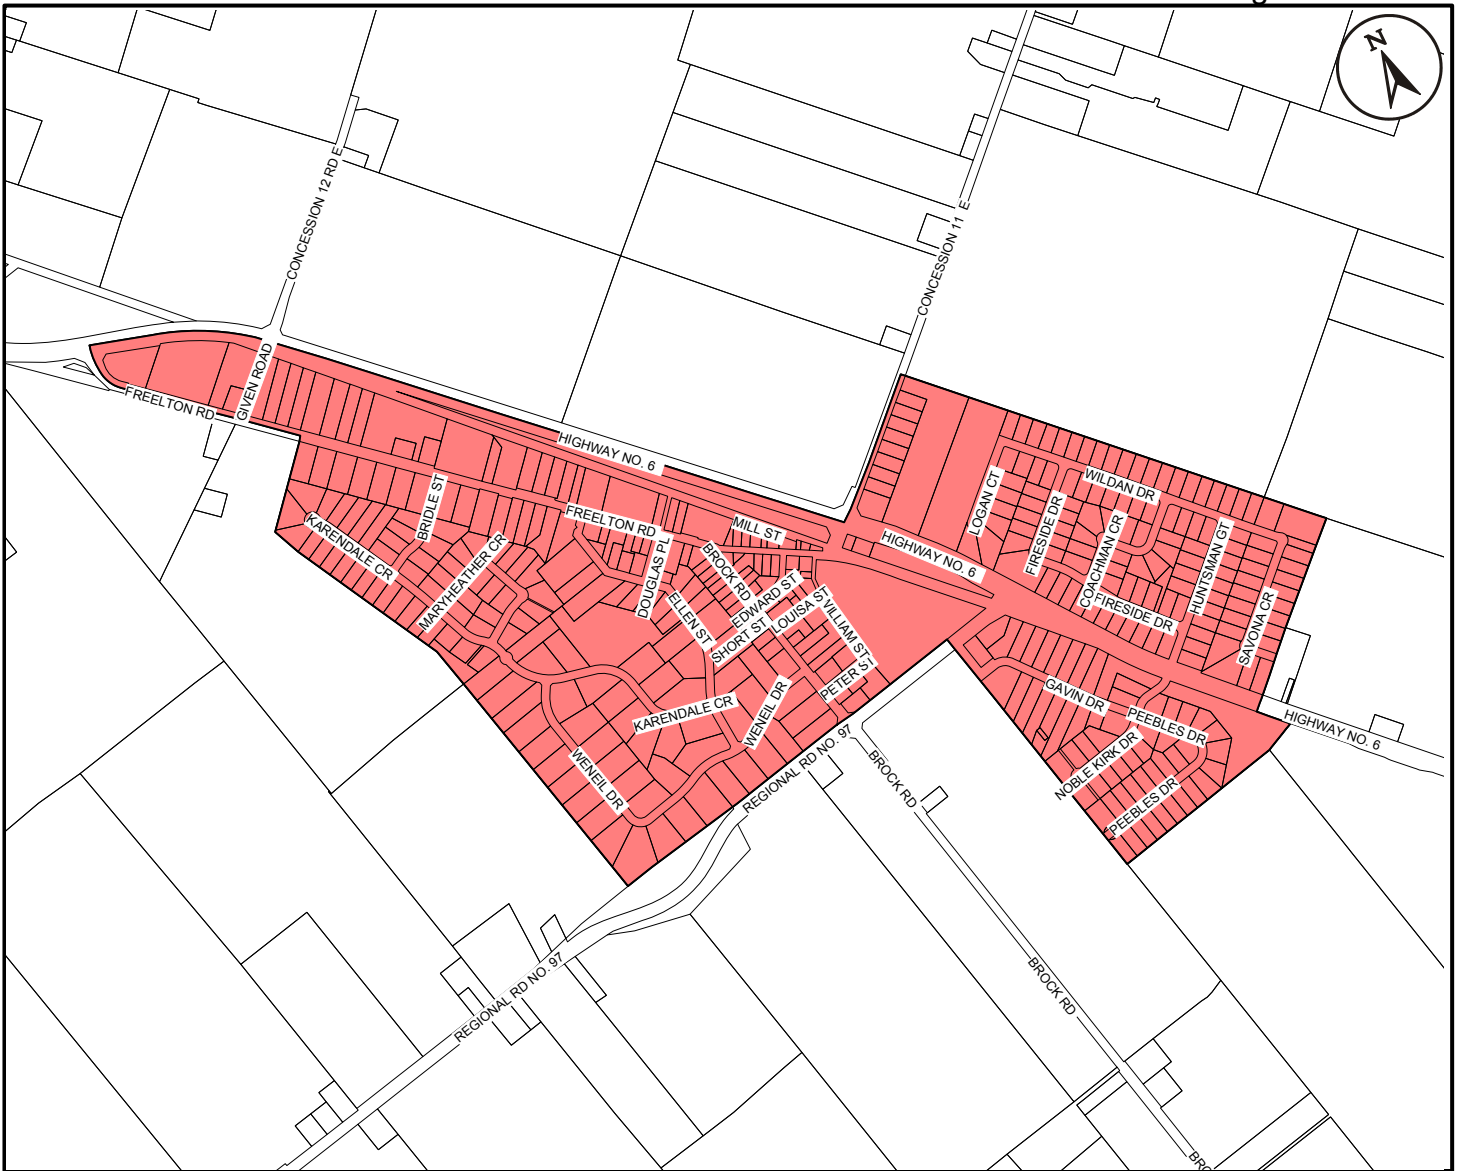 N
CONCESSION 12 RD E
CONCESSION 11 E
GIVEN ROAD
FREELTON RD
HIGHWAY NO. 6
BRIDLE ST
KARENDALE CR
MARYHEATHER CR
FREELTON RD
MILL ST
DOUGLAS PL
BROCK RD
EDWARD ST
LOUISA ST
ELLEN ST
SHORT ST
WILLIAM ST
PETER ST
KARENDALE CR
WENEIL DR
WENEIL DR
HIGHWAY NO. 6
LOGAN CT
WILDAN DR
FIRESIDE DR
COACHMAN CR
HUNTSMAN GT
FIRESIDE DR
SAVONA CR
GAVIN DR
PEEBLES DR
NOBLE KIRK DR
PEEBLES DR
HIGHWAY NO. 6
REGIONAL RD NO. 97
BROCK RD
REGIONAL RD NO. 97
BROCK RD